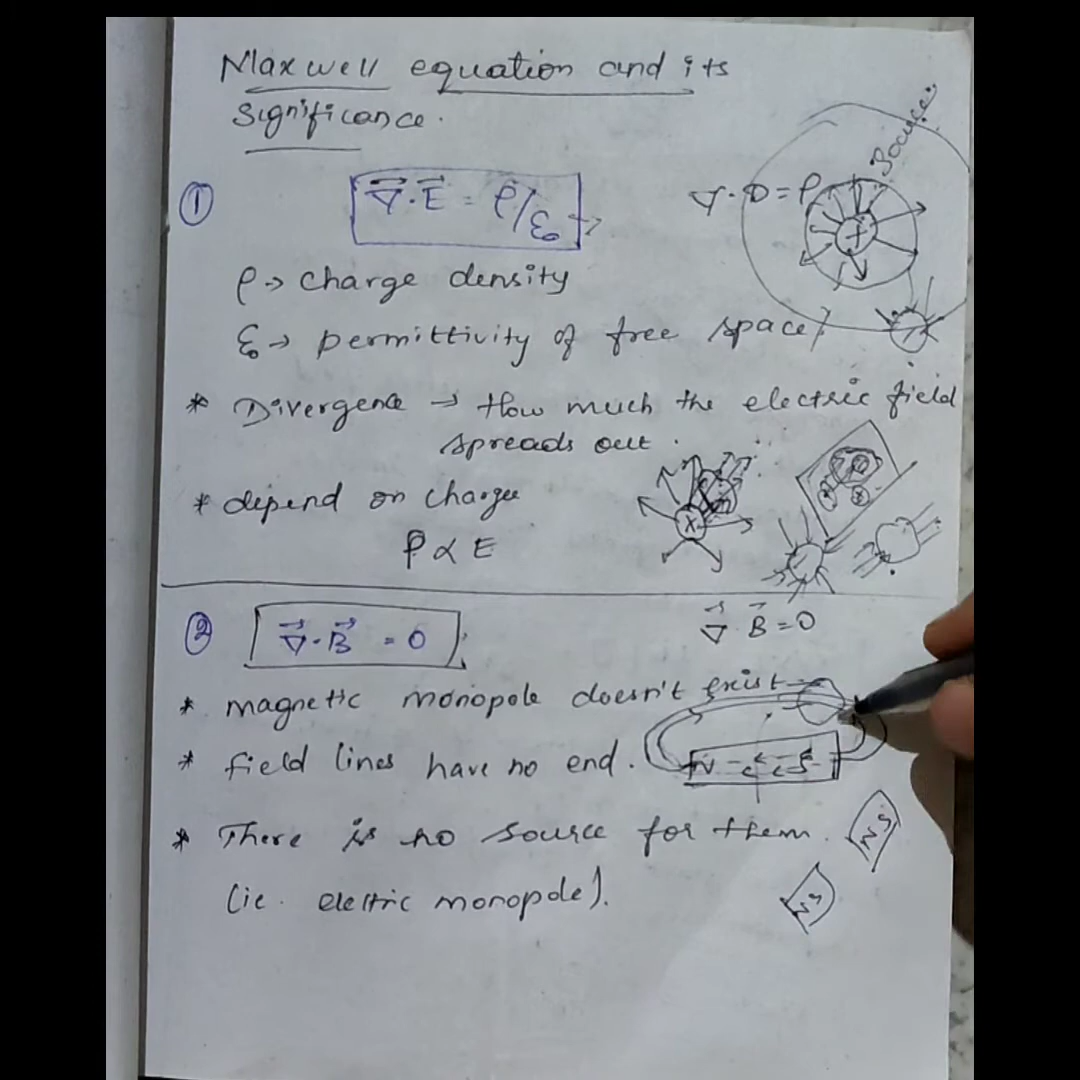 Maxwell equation and its
significance.
① ∇⃗·E⃗ = ρ/ε₀
∇·D = ρ
Source.
+
ρ → charge density
ε₀ → permittivity of free space
* Divergence → How much the electric field
spreads out.
* depend on charge
ρ ∝ E
② ∇⃗·B⃗ = 0
∇⃗ B⃗ = 0
* magnetic monopole doesn't exist
* field lines have no end.
N S
* There is no source for them.
N S
(ie. electric monopole).
N S